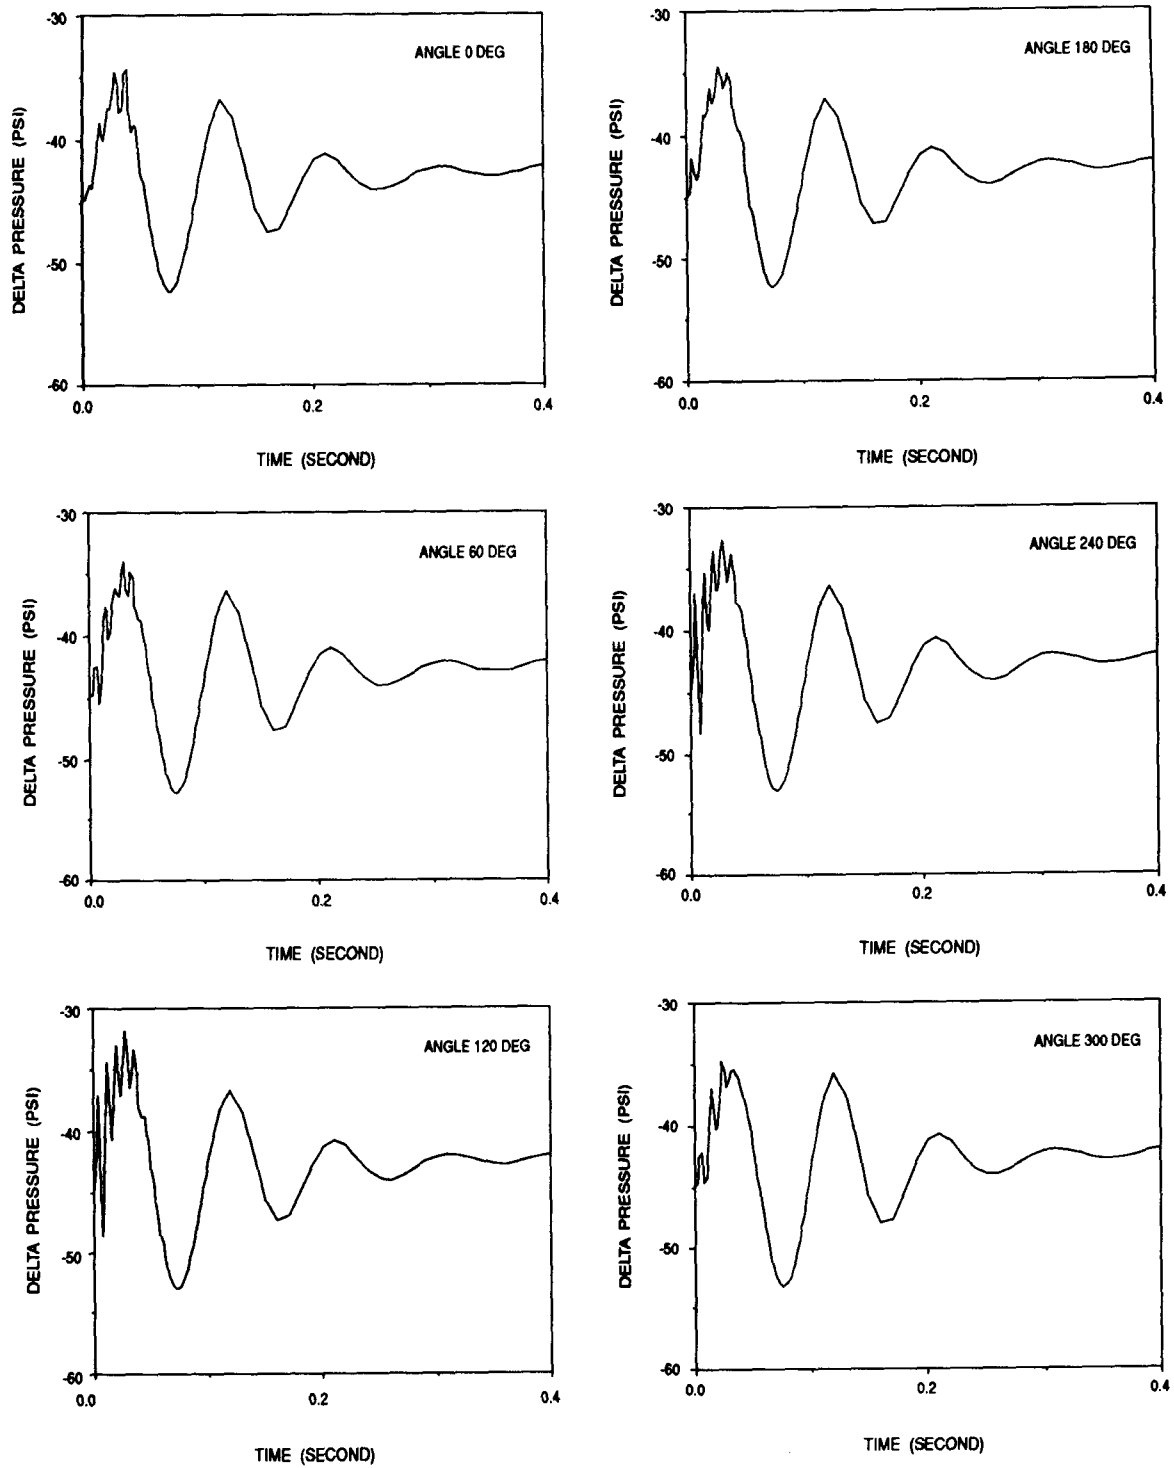 -30
-40
-50
-60
0.0
0.2
0.4
ANGLE 0 DEG
DELTA PRESSURE (PSI)
TIME (SECOND)
-30
-40
-50
-60
0.0
0.2
0.4
ANGLE 180 DEG
DELTA PRESSURE (PSI)
TIME (SECOND)
-30
-40
-50
-60
0.0
0.2
0.4
ANGLE 60 DEG
DELTA PRESSURE (PSI)
TIME (SECOND)
-30
-40
-50
-60
0.0
0.2
0.4
ANGLE 240 DEG
DELTA PRESSURE (PSI)
TIME (SECOND)
-30
-40
-50
-60
0.0
0.2
0.4
ANGLE 120 DEG
DELTA PRESSURE (PSI)
TIME (SECOND)
-30
-40
-50
-60
0.0
0.2
0.4
ANGLE 300 DEG
DELTA PRESSURE (PSI)
TIME (SECOND)